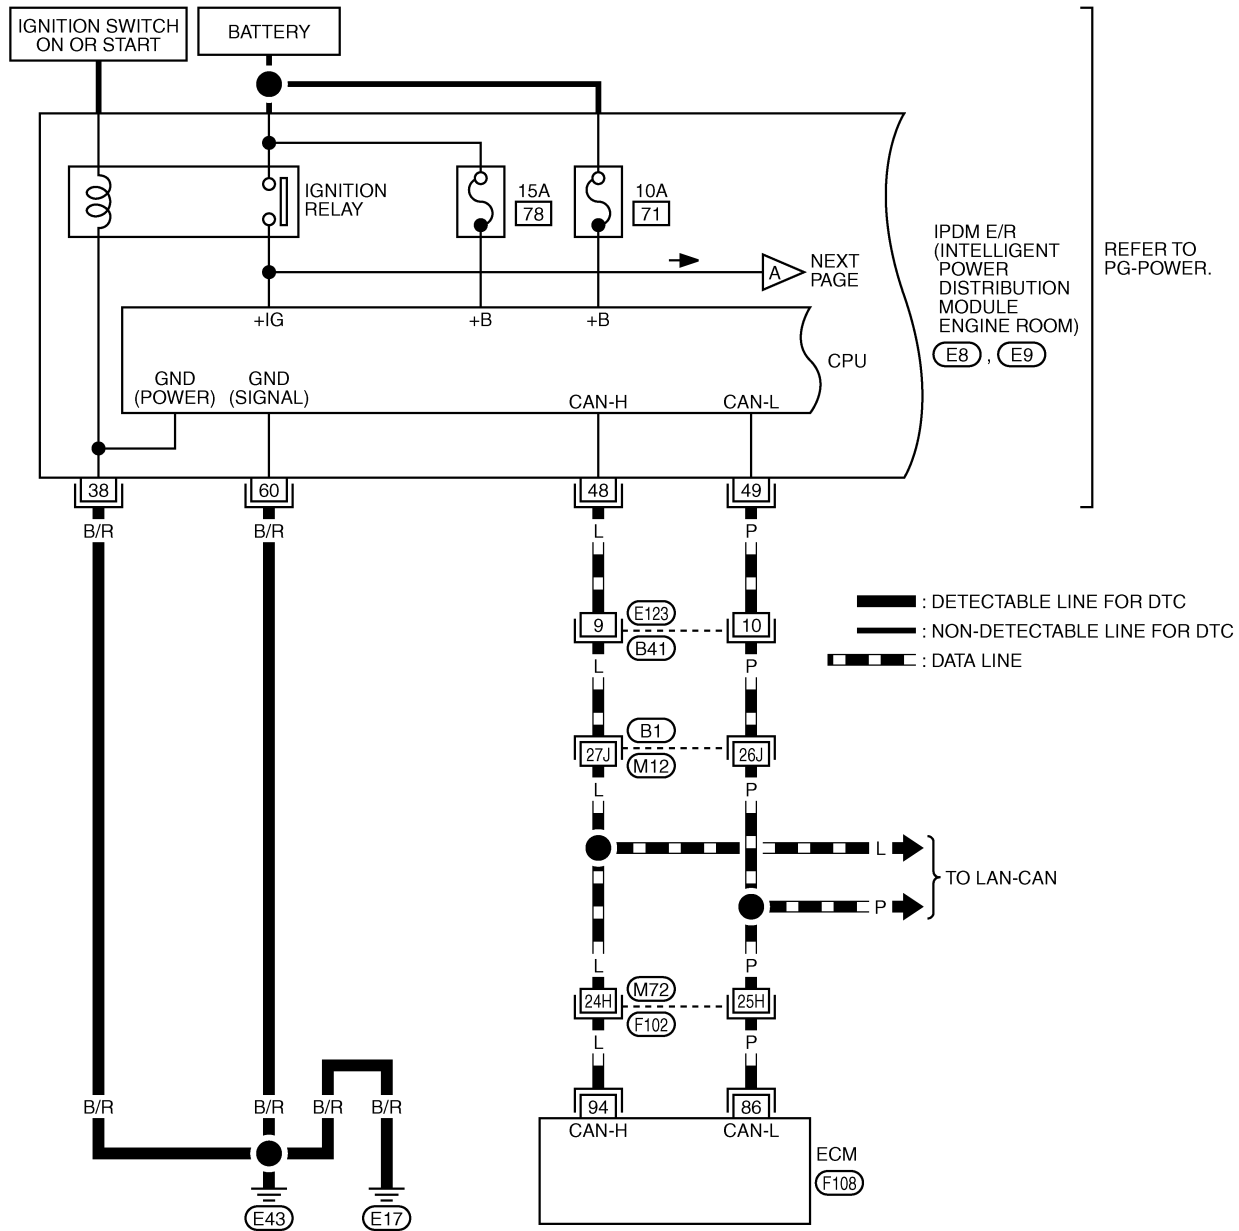 IGNITION SWITCH
ON OR START
BATTERY
IGNITION
RELAY
15A
78
10A
71
A
NEXT
PAGE
IPDM E/R
(INTELLIGENT
POWER
DISTRIBUTION
MODULE
ENGINE ROOM)
E8 , E9
REFER TO
PG-POWER.
+IG
+B
+B
CPU
GND
(POWER)
GND
(SIGNAL)
CAN-H
CAN-L
38
60
48
49
B/R
B/R
L
P
: DETECTABLE LINE FOR DTC
: NON-DETECTABLE LINE FOR DTC
: DATA LINE
9
E123
B41
10
L
P
27J
B1
M12
26J
L
P
L
P
TO LAN-CAN
L
P
24H
M72
F102
25H
L
P
94
86
CAN-H
CAN-L
ECM
F108
B/R
B/R
B/R
B/R
E43
E17